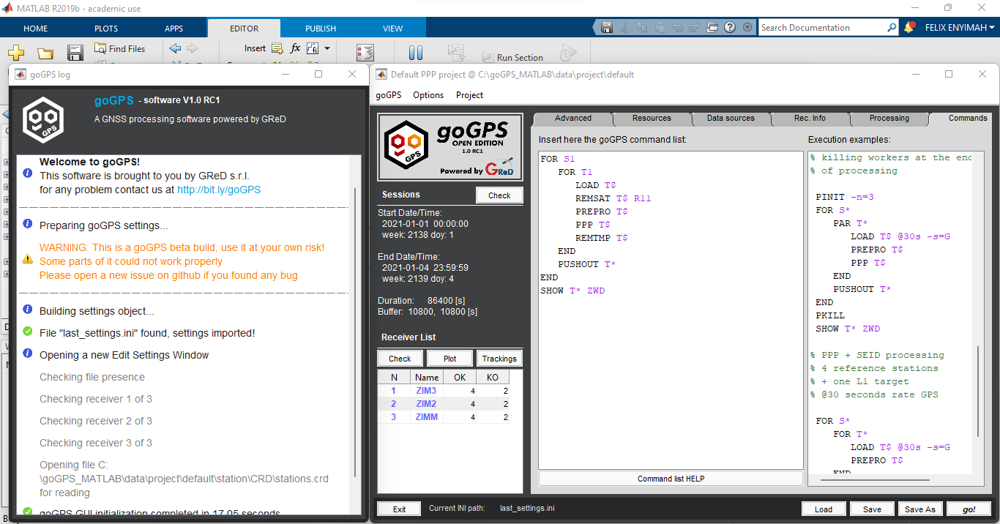 MATLAB R2019b - academic use
HOME
PLOTS
APPS
EDITOR
PUBLISH
VIEW
Search Documentation
FELIX ENYIMAH
Find Files
Insert
fx
Run Section
goGPS log
goGPS - software V1.0 RC1
A GNSS processing software powered by GReD
Welcome to goGPS!
This software is brought to you by GReD s.r.l.
for any problem contact us at http://bit.ly/goGPS
Preparing goGPS settings...
WARNING: This is a goGPS beta build, use it at your own risk!
Some parts of it could not work properly
Please open a new issue on github if you found any bug
Building settings object...
File "last_settings.ini" found, settings imported!
Opening a new Edit Settings Window
Checking file presence
Checking receiver 1 of 3
Checking receiver 2 of 3
Checking receiver 3 of 3
Opening file C:
\goGPS_MATLAB\data\project\default\station\CRD\stations.crd
for reading
goGPS GUI initialization completed in 17.05 seconds
Default PPP project @ C:\goGPS_MATLAB\data\project\default
goGPS Options Project
goGPS
OPEN EDITION
1.0 RC1
Powered by GReD
Sessions
Check
Start Date/Time:
2021-01-01 00:00:00
week: 2138 doy: 1
End Date/Time:
2021-01-04 23:59:59
week: 2139 doy: 4
Duration: 86400 [s]
Buffer: 10800, 10800 [s]
Receiver List
Check Plot Trackings
N Name OK KO
1 ZIM3 4 2
2 ZIM2 4 2
3 ZIMM 4 2
Advanced Resources Data sources Rec. Info Processing Commands
Insert here the goGPS command list:
FOR S1
FOR T1
LOAD T$
REMSAT T$ R11
PREPRO T$
PPP T$
REMTMP T$
END
PUSHOUT T*
END
SHOW T* ZWD
Command list HELP
Execution examples:
% killing workers at the end
% of processing
PINIT -n=3
FOR S*
PAR T*
LOAD T$ @30s -s=G
PREPRO T$
PPP T$
END
PUSHOUT T*
END
PKILL
SHOW T* ZWD
% PPP + SEID processing
% 4 reference stations
% + one L1 target
% @30 seconds rate GPS
FOR S*
FOR T*
LOAD T$ @30s -s=G
PREPRO T$
END
Exit
Current INI path: last_settings.ini
Load Save Save As go!